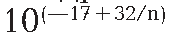 10^(—17 + 32/n)